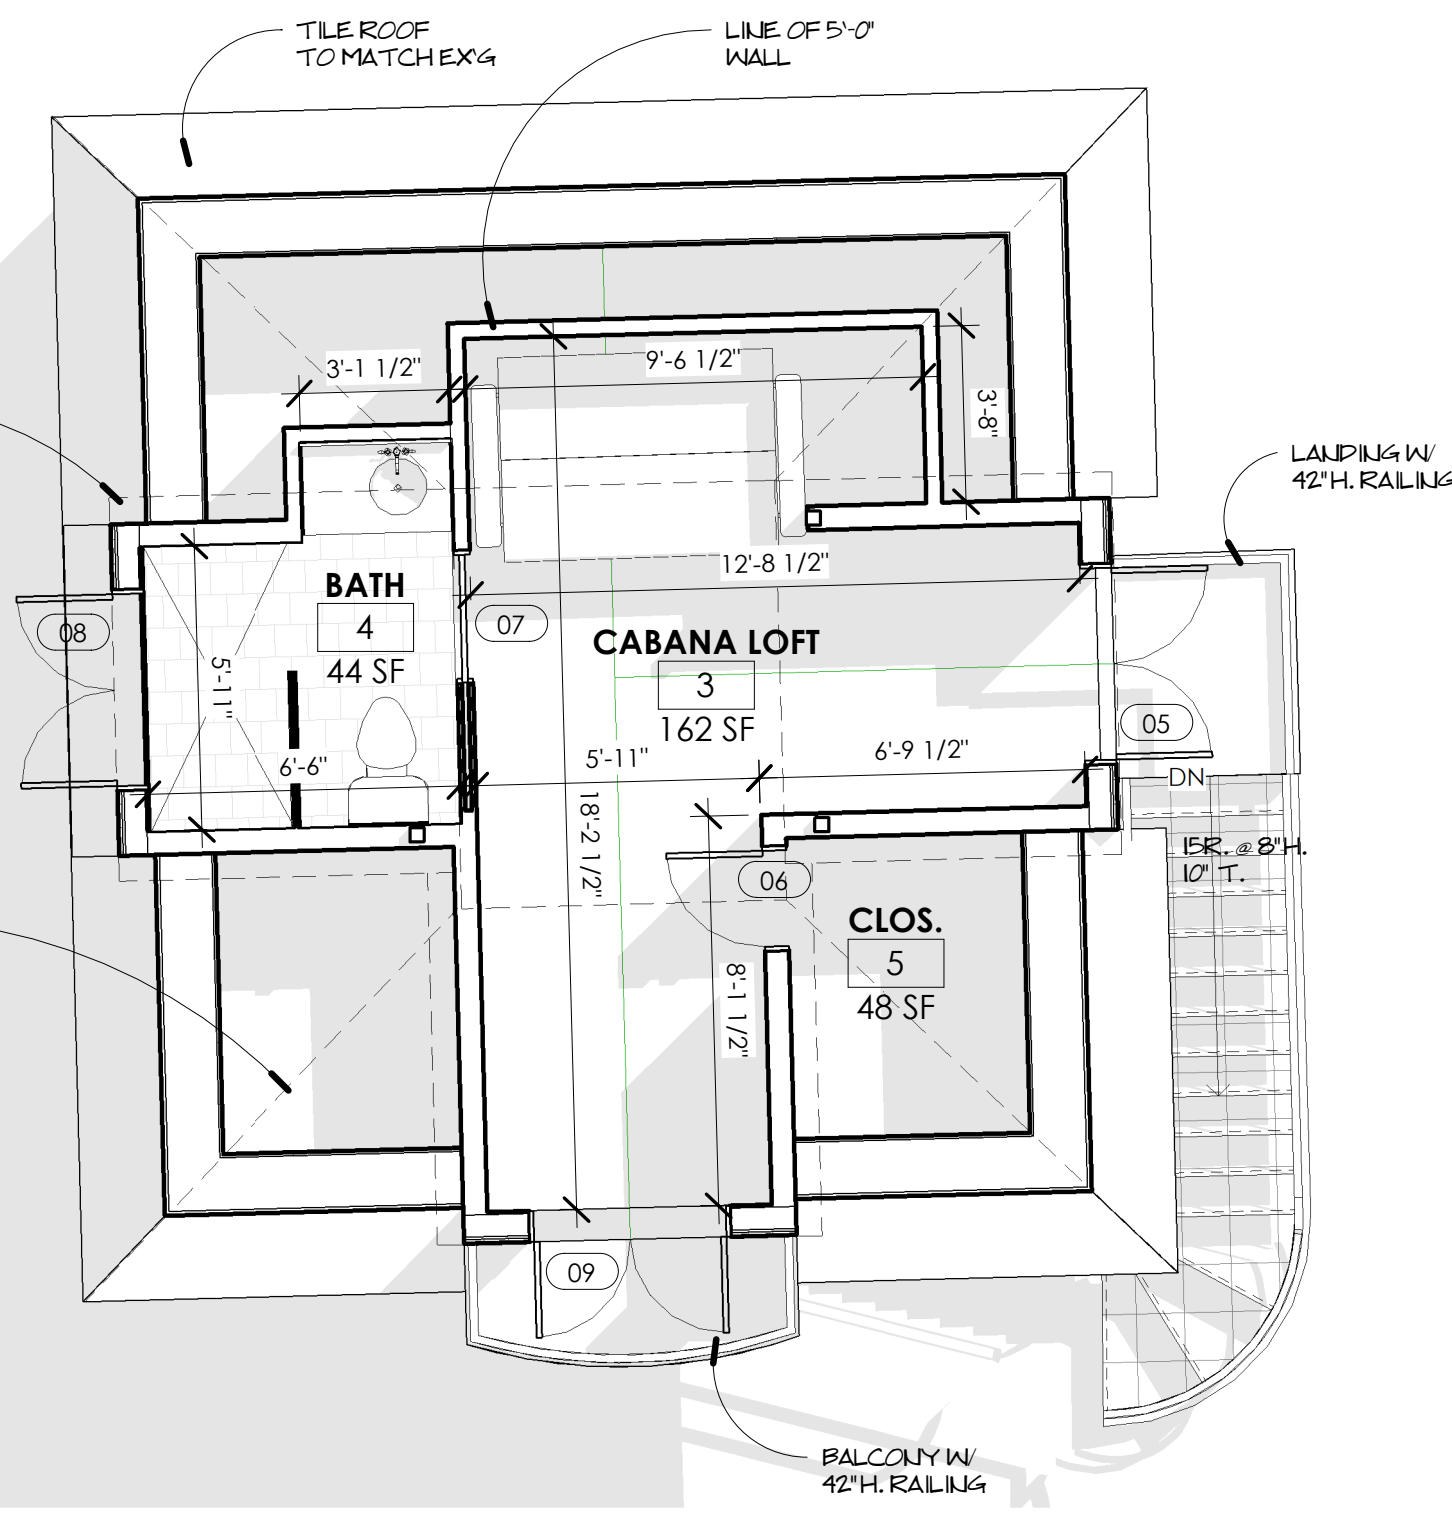 TILE ROOF
TO MATCH EX'G
LINE OF 5'-0"
WALL
3'-1 1/2"
9'-6 1/2"
3'-8"
LANDING W/
42"H. RAILING
12'-8 1/2"
BATH
4
44 SF
08
07
CABANA LOFT
3
162 SF
5'-11"
05
6'-6"
5'-11"
6'-9 1/2"
DN
18'-2 1/2"
15R. @ 8"H.
10" T.
06
CLOS.
5
48 SF
8'-1 1/2"
09
BALCONY W/
42"H. RAILING